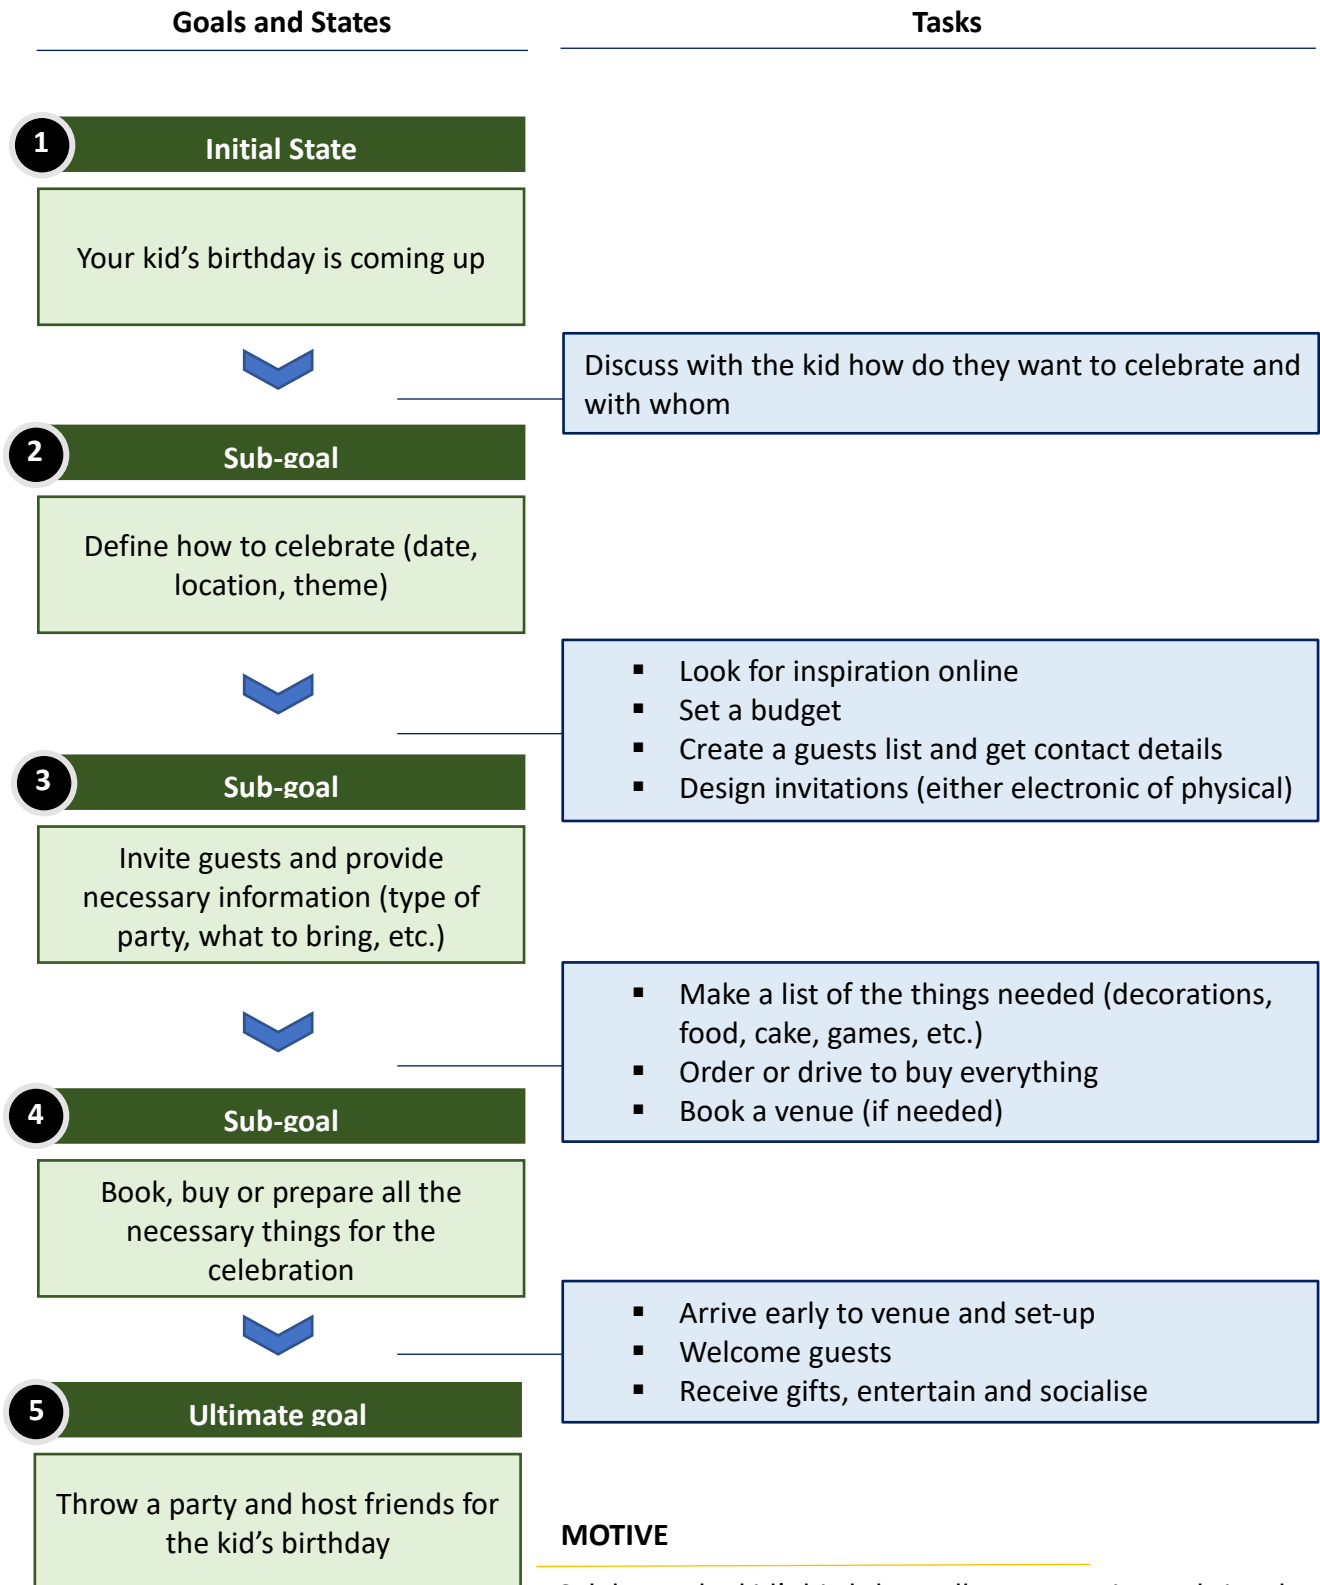 Goals and States
Tasks
1
Initial State
Your kid’s birthday is coming up
Discuss with the kid how do they want to celebrate and
with whom
2
Sub-goal
Define how to celebrate (date,
location, theme)
▪ Look for inspiration online
▪ Set a budget
▪ Create a guests list and get contact details
▪ Design invitations (either electronic of physical)
3
Sub-goal
Invite guests and provide
necessary information (type of
party, what to bring, etc.)
▪ Make a list of the things needed (decorations,
food, cake, games, etc.)
▪ Order or drive to buy everything
▪ Book a venue (if needed)
4
Sub-goal
Book, buy or prepare all the
necessary things for the
celebration
▪ Arrive early to venue and set-up
▪ Welcome guests
▪ Receive gifts, entertain and socialise
5
Ultimate goal
Throw a party and host friends for
the kid’s birthday
MOTIVE